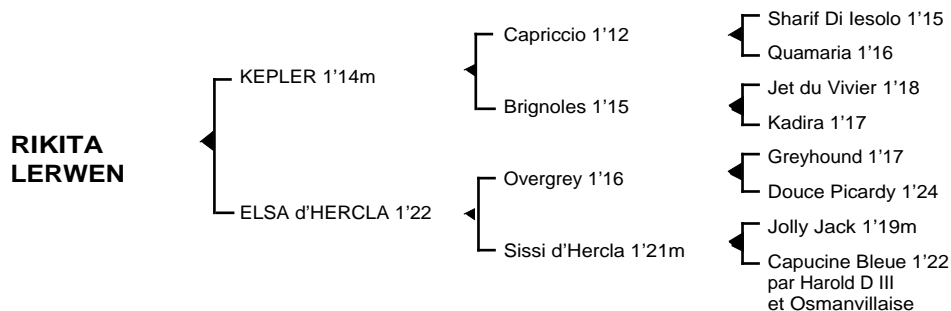 Sharif Di Iesolo 1’15
Capriccio 1’12
Quamaria 1’16
KEPLER 1’14m
Jet du Vivier 1’18
Brignoles 1’15
Kadira 1’17
RIKITA
LERWEN
Greyhound 1’17
Overgrey 1’16
Douce Picardy 1’24
ELSA d’HERCLA 1’22
Jolly Jack 1’19m
Sissi d’Hercla 1’21m
Capucine Bleue 1’22
par Harold D III
et Osmanvillaise